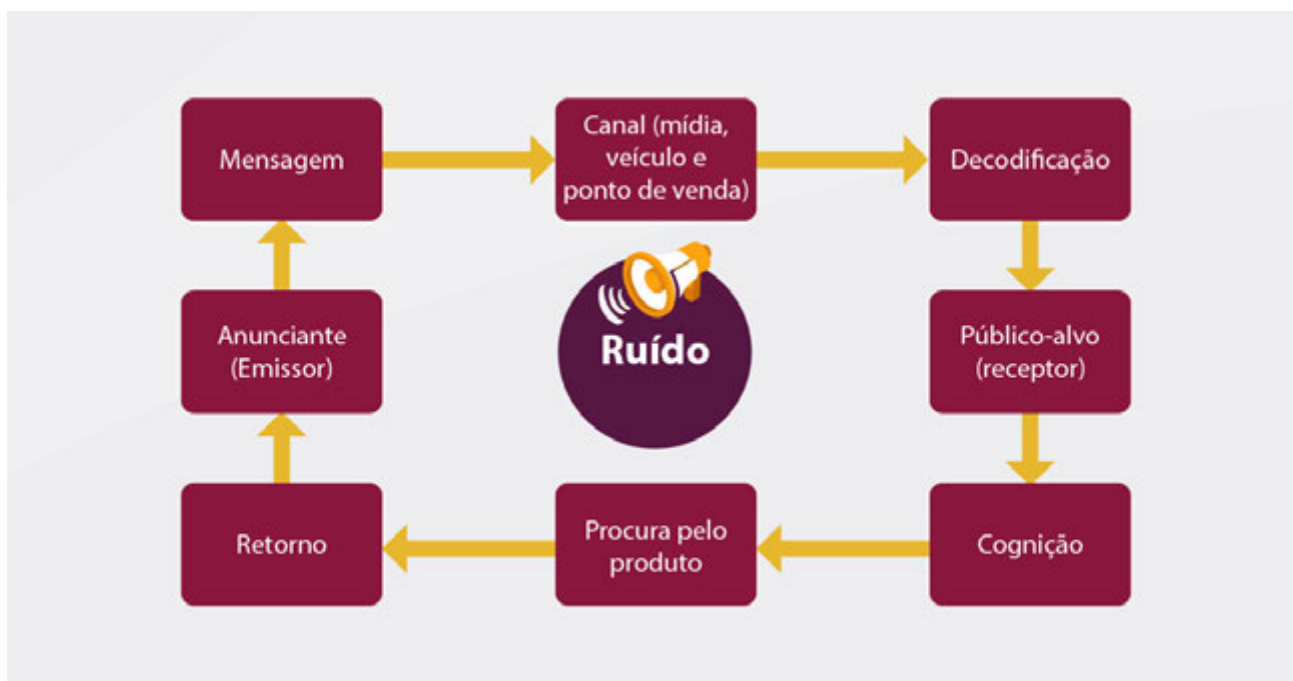 Mensagem
Canal (mídia,
veículo e
ponto de venda)
Decodificação
Anunciante
(Emissor)
Ruído
Público-alvo
(receptor)
Retorno
Procura pelo
produto
Cognição